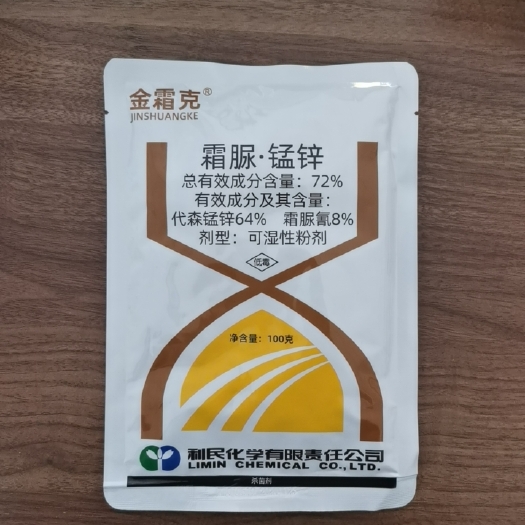 金霜克®
JINSHUANGKE
霜脲·锰锌
总有效成分含量：72%
有效成分及其含量：
代森锰锌64% 霜脲氰8%
剂型：可湿性粉剂
低毒
净含量：100克
利民化学有限责任公司
LIMIN CHEMICAL CO.,LTD.
杀菌剂